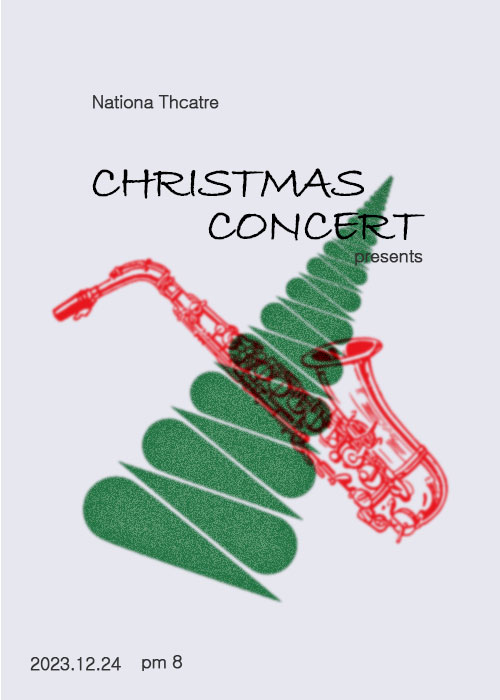 Nationa Thcatre
CHRISTMAS
CONCERT
presents
2023.12.24 pm 8